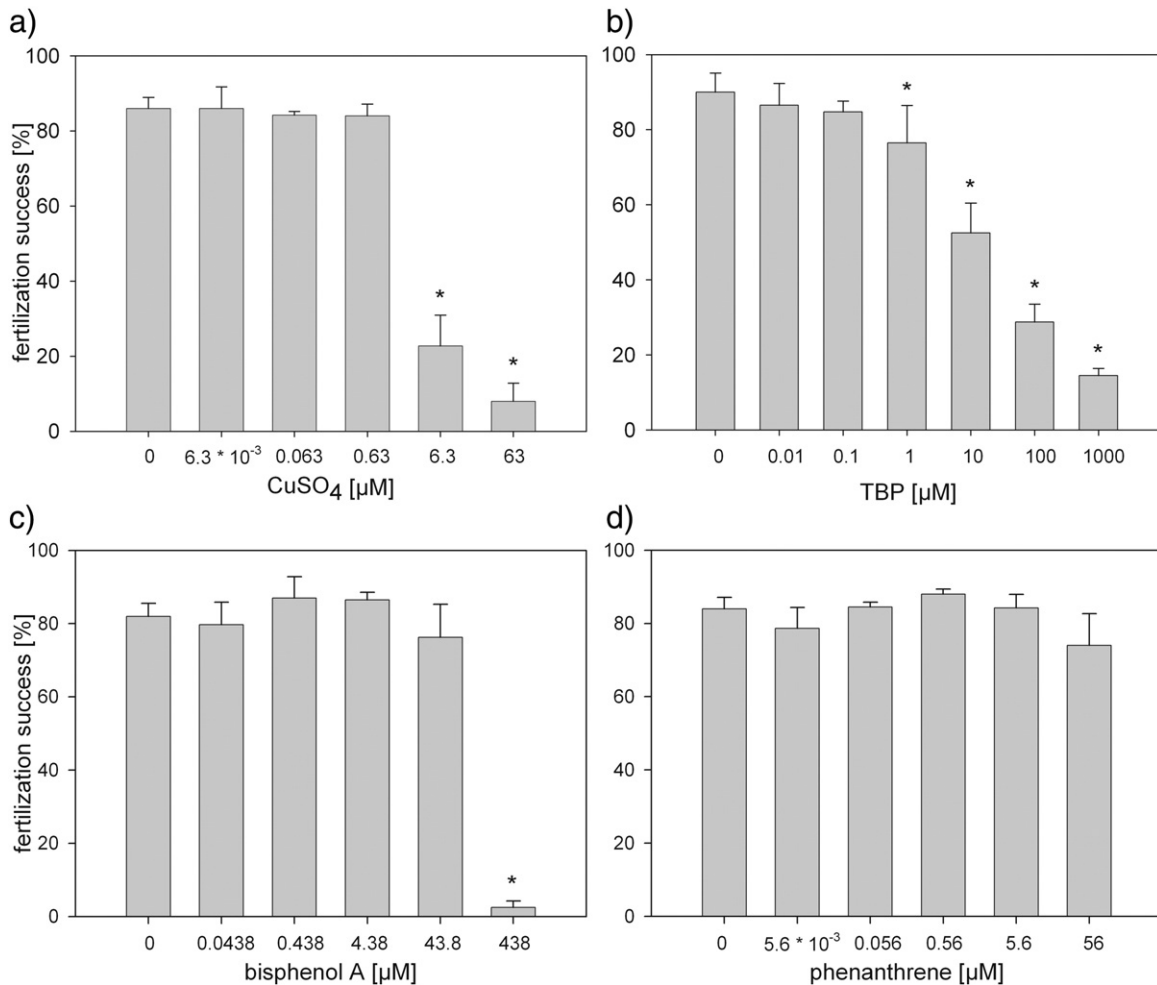 a)
100
80
60
40
20
0
fertilization success [%]
* *
0 6.3 * 10⁻³ 0.063 0.63 6.3 63
CuSO₄ [µM]
b)
100
80
60
40
20
0
* * * *
0 0.01 0.1 1 10 100 1000
TBP [µM]
c)
100
80
60
40
20
0
fertilization success [%]
*
0 0.0438 0.438 4.38 43.8 438
bisphenol A [µM]
d)
100
80
60
40
20
0
0 5.6 * 10⁻³ 0.056 0.56 5.6 56
phenanthrene [µM]